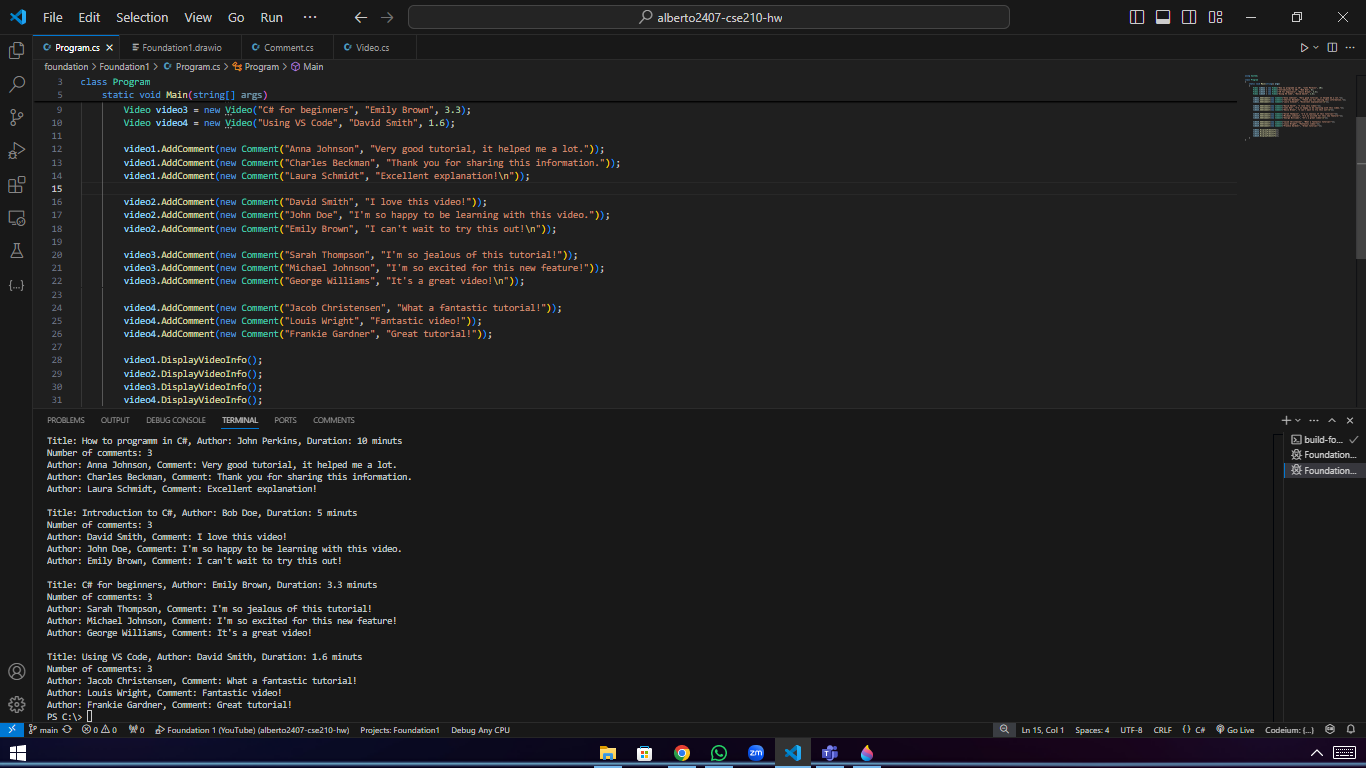 File Edit Selection View Go Run ··· alberto2407-cse210-hw
Program.cs Foundation1.drawio Comment.cs Video.cs
foundation > Foundation1 > Program.cs > Program > Main
3 class Program
5 static void Main(string[] args)
9 Video video3 = new Video("C# for beginners", "Emily Brown", 3.3);
10 Video video4 = new Video("Using VS Code", "David Smith", 1.6);
11
12 video1.AddComment(new Comment("Anna Johnson", "Very good tutorial, it helped me a lot."));
13 video1.AddComment(new Comment("Charles Beckman", "Thank you for sharing this information."));
14 video1.AddComment(new Comment("Laura Schmidt", "Excellent explanation!\n"));
15
16 video2.AddComment(new Comment("David Smith", "I love this video!"));
17 video2.AddComment(new Comment("John Doe", "I'm so happy to be learning with this video."));
18 video2.AddComment(new Comment("Emily Brown", "I can't wait to try this out!\n"));
19
20 video3.AddComment(new Comment("Sarah Thompson", "I'm so jealous of this tutorial!"));
21 video3.AddComment(new Comment("Michael Johnson", "I'm so excited for this new feature!"));
22 video3.AddComment(new Comment("George Williams", "It's a great video!\n"));
23
24 video4.AddComment(new Comment("Jacob Christensen", "What a fantastic tutorial!"));
25 video4.AddComment(new Comment("Louis Wright", "Fantastic video!"));
26 video4.AddComment(new Comment("Frankie Gardner", "Great tutorial!"));
27
28 video1.DisplayVideoInfo();
29 video2.DisplayVideoInfo();
30 video3.DisplayVideoInfo();
31 video4.DisplayVideoInfo();
PROBLEMS OUTPUT DEBUG CONSOLE TERMINAL PORTS COMMENTS
Title: How to programm in C#, Author: John Perkins, Duration: 10 minuts
Number of comments: 3
Author: Anna Johnson, Comment: Very good tutorial, it helped me a lot.
Author: Charles Beckman, Comment: Thank you for sharing this information.
Author: Laura Schmidt, Comment: Excellent explanation!
Title: Introduction to C#, Author: Bob Doe, Duration: 5 minuts
Number of comments: 3
Author: David Smith, Comment: I love this video!
Author: John Doe, Comment: I'm so happy to be learning with this video.
Author: Emily Brown, Comment: I can't wait to try this out!
Title: C# for beginners, Author: Emily Brown, Duration: 3.3 minuts
Number of comments: 3
Author: Sarah Thompson, Comment: I'm so jealous of this tutorial!
Author: Michael Johnson, Comment: I'm so excited for this new feature!
Author: George Williams, Comment: It's a great video!
Title: Using VS Code, Author: David Smith, Duration: 1.6 minuts
Number of comments: 3
Author: Jacob Christensen, Comment: What a fantastic tutorial!
Author: Louis Wright, Comment: Fantastic video!
Author: Frankie Gardner, Comment: Great tutorial!
PS C:\>
build-fo...
Foundation...
Foundation...
main 0 0 0 Foundation 1 (YouTube) (alberto2407-cse210-hw) Projects: Foundation1 Debug Any CPU Ln 15, Col 1 Spaces: 4 UTF-8 CRLF {} C# Go Live Codeium: {...}
zm